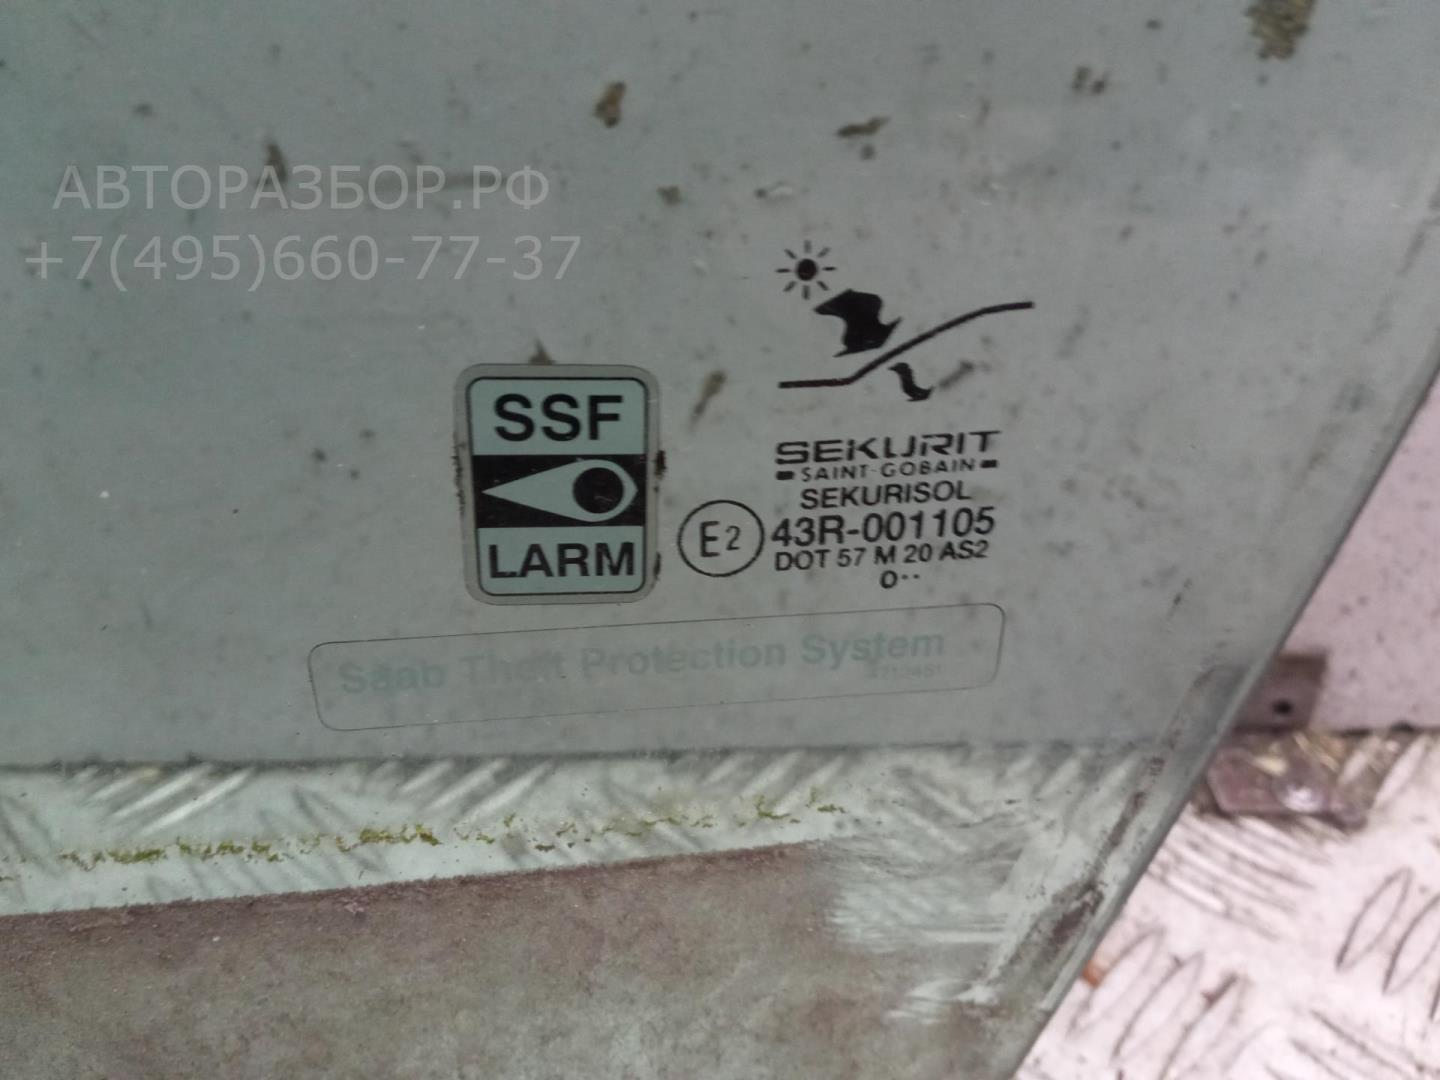 АВТОРАЗБОР.РФ
+7(495)660-77-37
SSF
LARM
SEKURIT
SAINT-GOBAIN
SEKURISOL
E2
43R-001105
DOT 57 M 20 AS2
0··
Saab Theft Protection System